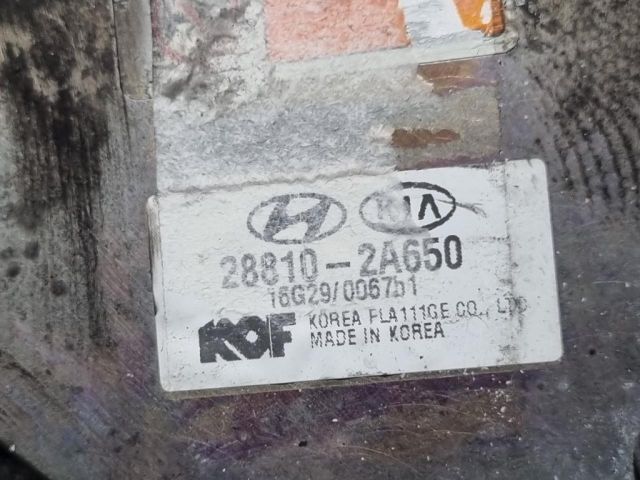 KIA
28810-2A650
16G29/0067b1
KOF KOREA FLA111GE CO., LTD
MADE IN KOREA